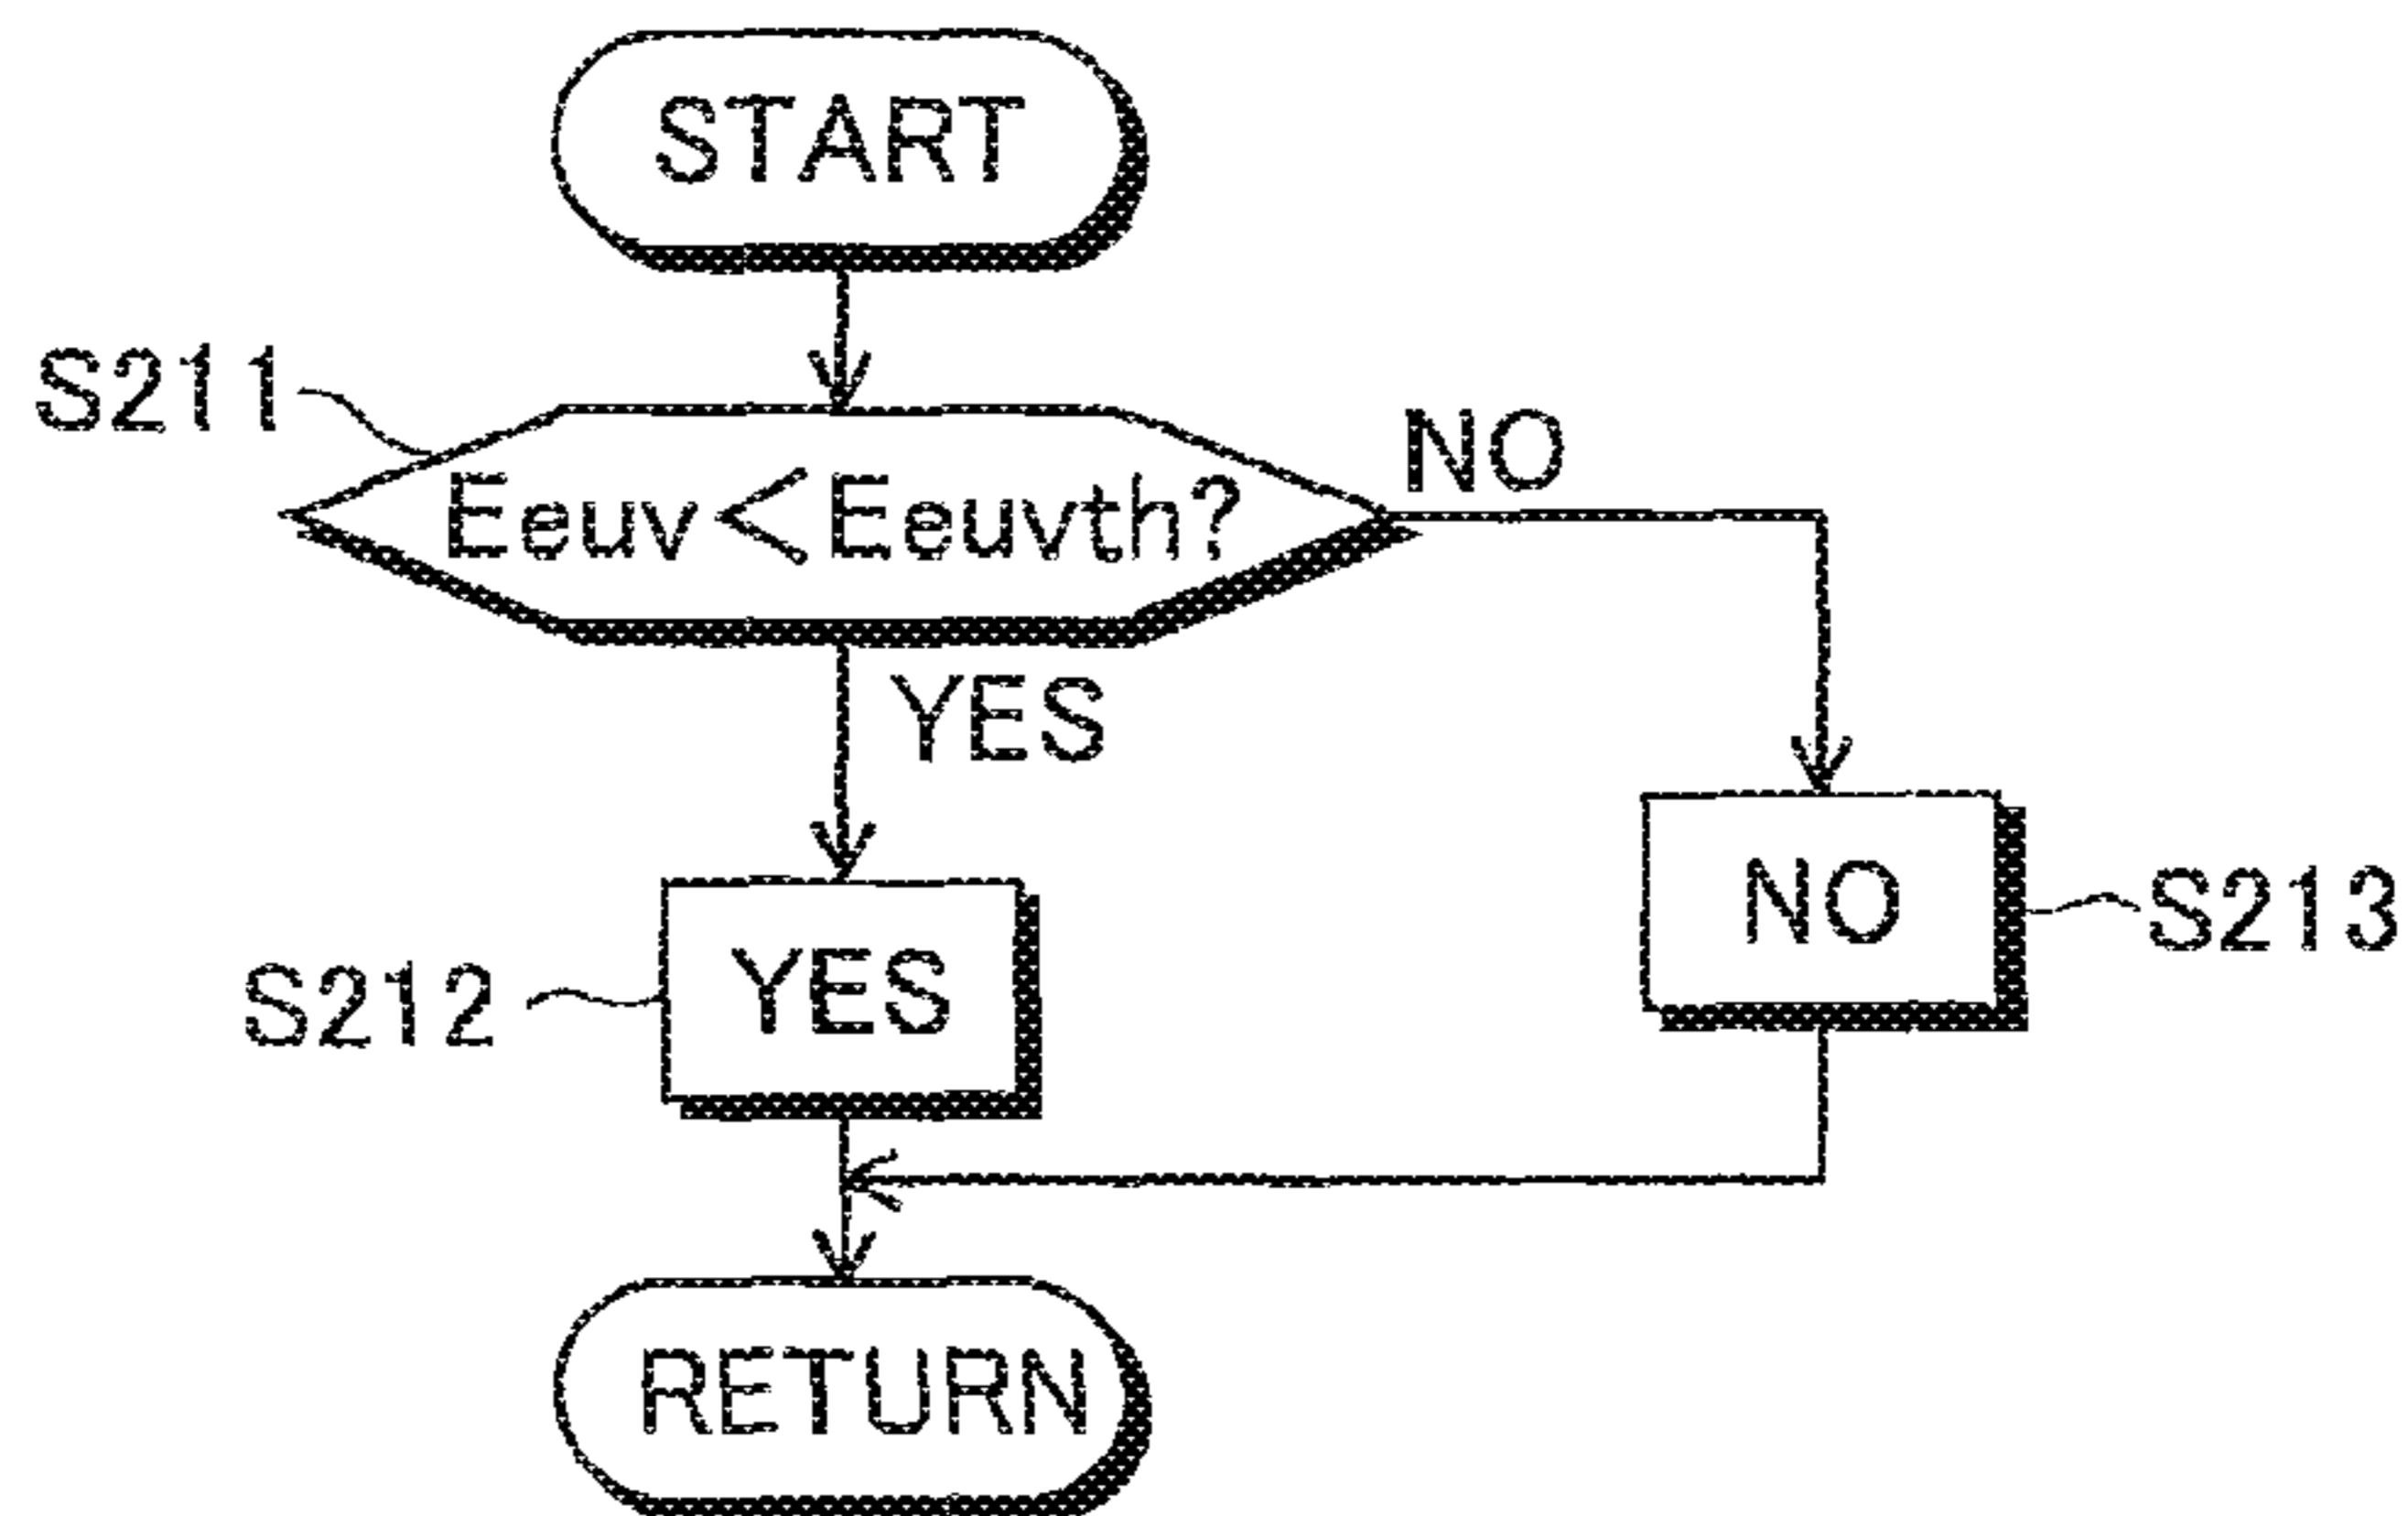 START
S211
Eeuv<Eeuvth?
NO
YES
NO
S213
S212
YES
RETURN